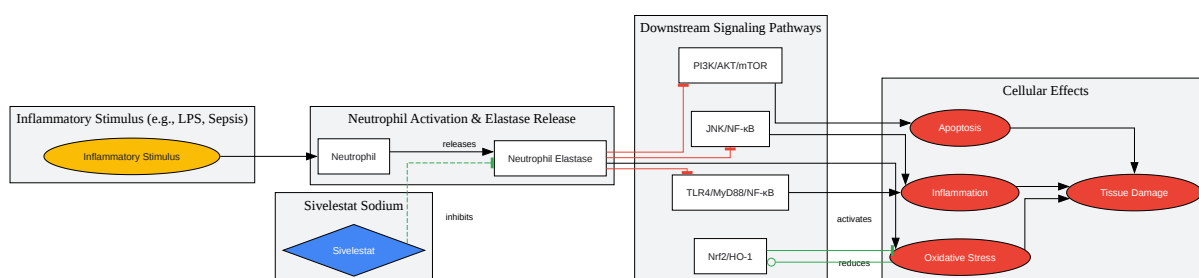 Inflammatory Stimulus (e.g., LPS, Sepsis)
Inflammatory Stimulus
Neutrophil Activation & Elastase Release
Neutrophil
releases
Neutrophil Elastase
Sivelestat Sodium
Sivelestat
inhibits
Downstream Signaling Pathways
PI3K/AKT/mTOR
JNK/NF-κB
TLR4/MyD88/NF-κB
Nrf2/HO-1
activates
reduces
Cellular Effects
Apoptosis
Inflammation
Oxidative Stress
Tissue Damage